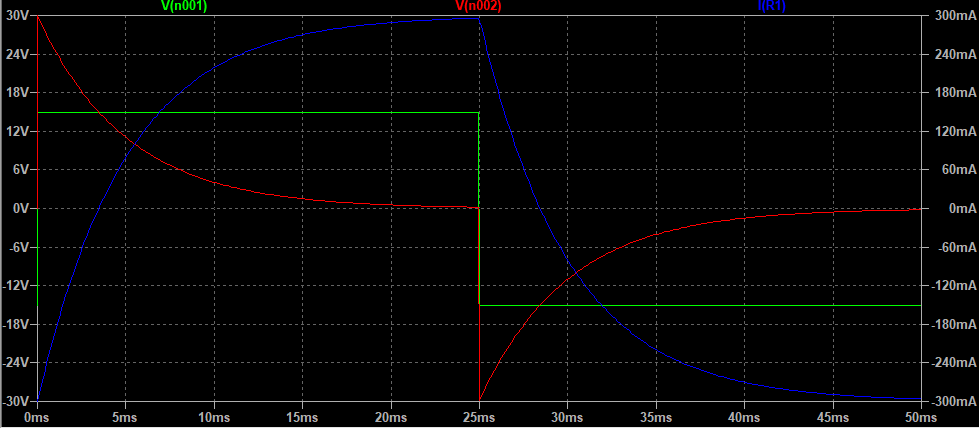 V(n001) V(n002) I(R1)
30V 300mA
24V 240mA
18V 180mA
12V 120mA
6V 60mA
0V 0mA
-6V -60mA
-12V -120mA
-18V -180mA
-24V -240mA
-30V -300mA
0ms 5ms 10ms 15ms 20ms 25ms 30ms 35ms 40ms 45ms 50ms